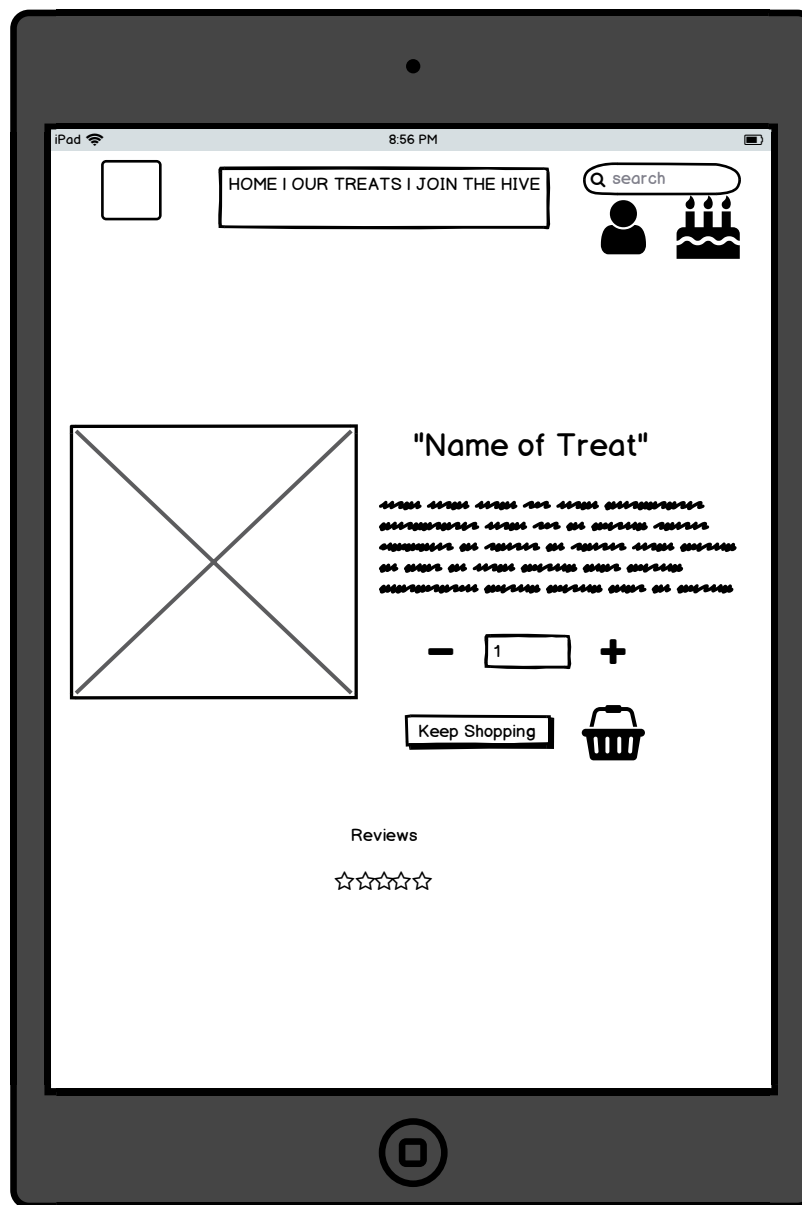 iPad 8:56 PM
HOME I OUR TREATS I JOIN THE HIVE
search
"Name of Treat"
1
Keep Shopping
Reviews